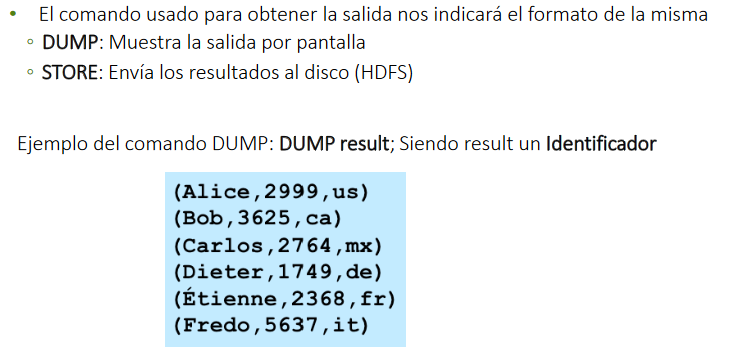 • El comando usado para obtener la salida nos indicará el formato de la misma
◦ DUMP: Muestra la salida por pantalla
◦ STORE: Envía los resultados al disco (HDFS)
Ejemplo del comando DUMP: DUMP result; Siendo result un Identificador
(Alice,2999,us)
(Bob,3625,ca)
(Carlos,2764,mx)
(Dieter,1749,de)
(Étienne,2368,fr)
(Fredo,5637,it)